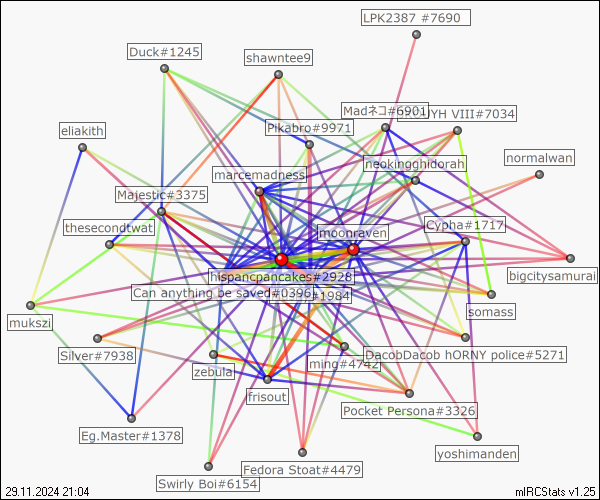 LPK2387 #7690
Duck#1245
shawntee9
Madネコ#6901
YH VIII#7034
Pikabro#9971
eliakith
neokingghidorah
normalwan
marcemadness
Majestic#3375
thesecondtwat
moonraven
Cypha#1717
hispancpancakes#2928
bigcitysamurai
Can anything be saved#0396
#1984
somass
mukszi
Silver#7938
DacobDacob hORNY police#5271
ming#4742
zebula
frisout
Pocket Persona#3326
Eg.Master#1378
yoshimanden
Fedora Stoat#4479
Swirly Boi#6154
29.11.2024 21:04
mIRCStats v1.25